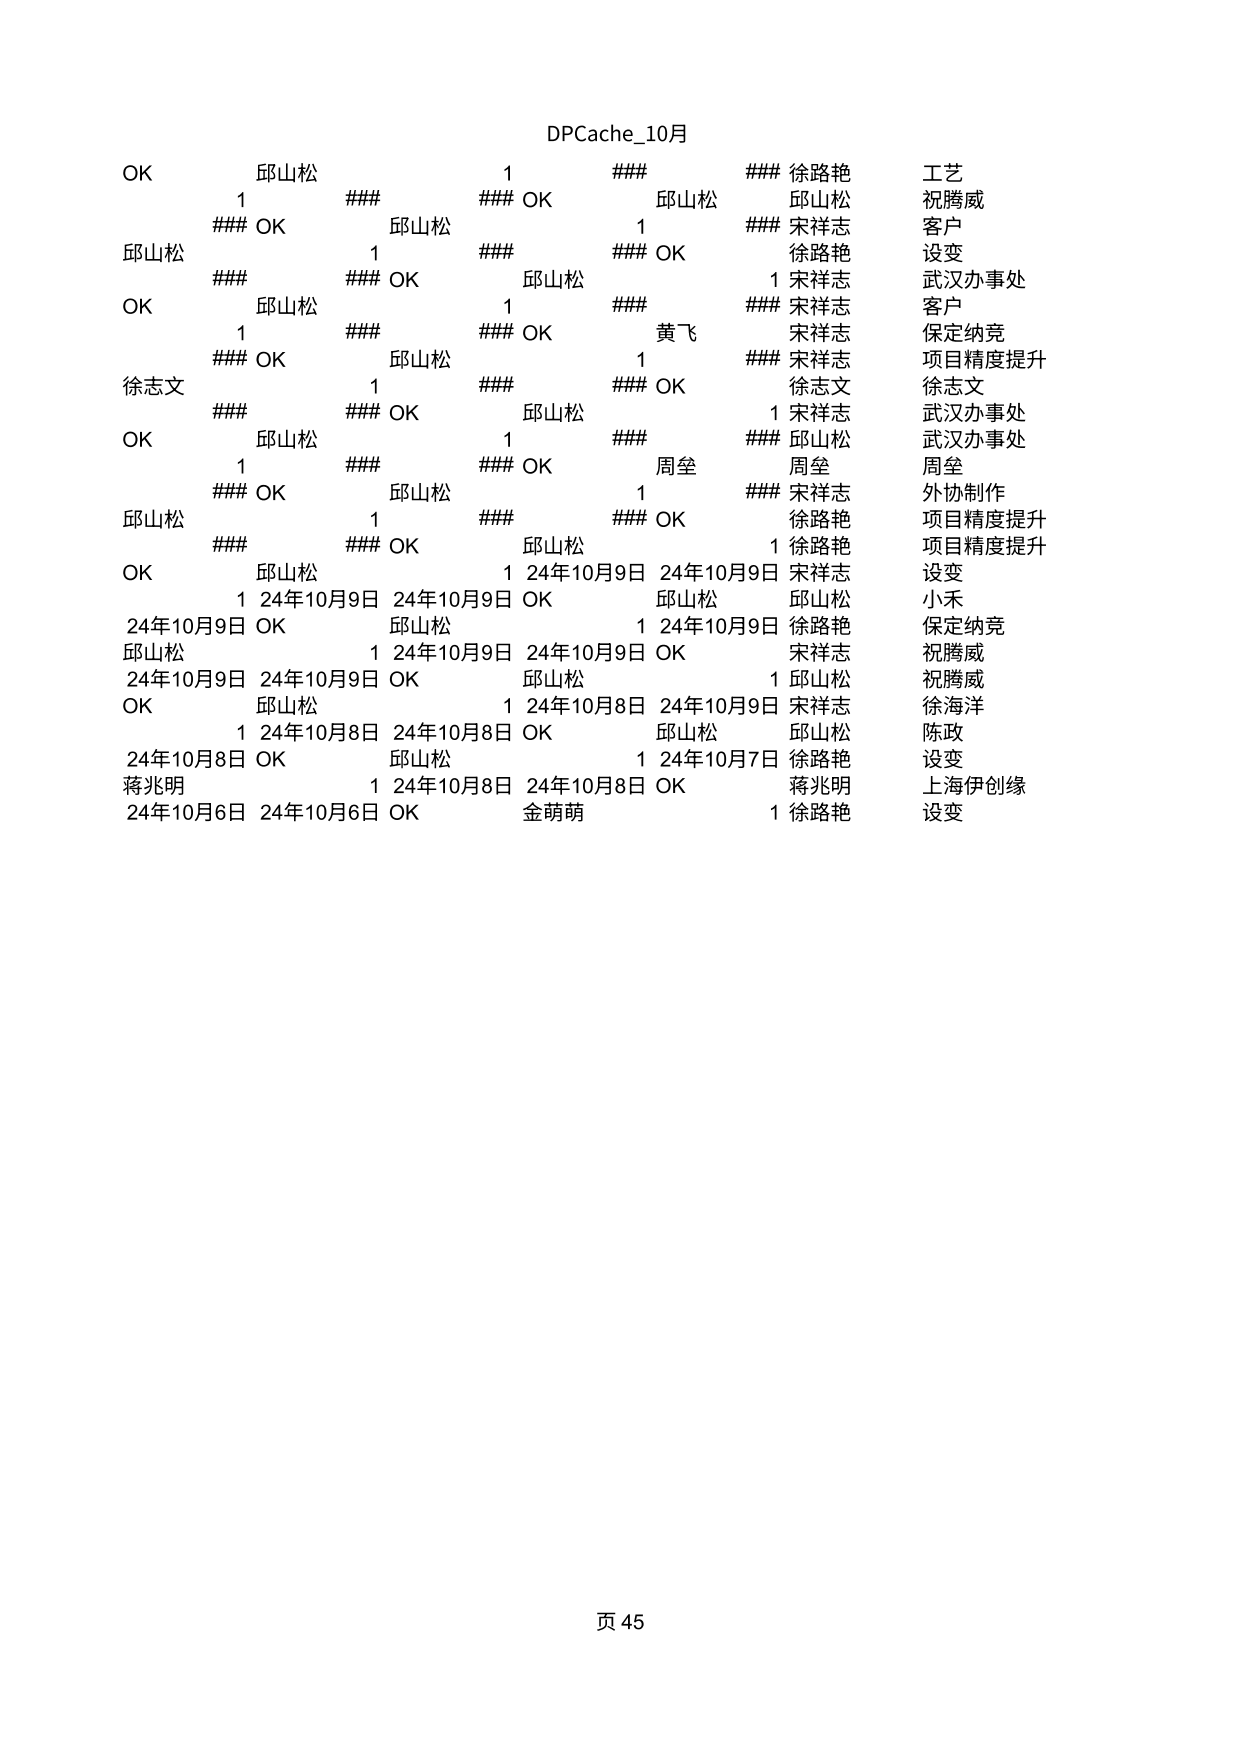 DPCache_10月
OK 邱山松 1 ### ### 徐路艳 工艺
1 ### ### OK 邱山松 邱山松 祝腾威
### OK 邱山松 1 ### 宋祥志 客户
邱山松 1 ### ### OK 徐路艳 设变
### ### OK 邱山松 1 宋祥志 武汉办事处
OK 邱山松 1 ### ### 宋祥志 客户
1 ### ### OK 黄飞 宋祥志 保定纳竞
### OK 邱山松 1 ### 宋祥志 项目精度提升
徐志文 1 ### ### OK 徐志文 徐志文
### ### OK 邱山松 1 宋祥志 武汉办事处
OK 邱山松 1 ### ### 邱山松 武汉办事处
1 ### ### OK 周垒 周垒 周垒
### OK 邱山松 1 ### 宋祥志 外协制作
邱山松 1 ### ### OK 徐路艳 项目精度提升
### ### OK 邱山松 1 徐路艳 项目精度提升
OK 邱山松 1 24年10月9日 24年10月9日 宋祥志 设变
1 24年10月9日 24年10月9日 OK 邱山松 邱山松 小禾
24年10月9日 OK 邱山松 1 24年10月9日 徐路艳 保定纳竞
邱山松 1 24年10月9日 24年10月9日 OK 宋祥志 祝腾威
24年10月9日 24年10月9日 OK 邱山松 1 邱山松 祝腾威
OK 邱山松 1 24年10月8日 24年10月9日 宋祥志 徐海洋
1 24年10月8日 24年10月8日 OK 邱山松 邱山松 陈政
24年10月8日 OK 邱山松 1 24年10月7日 徐路艳 设变
蒋兆明 1 24年10月8日 24年10月8日 OK 蒋兆明 上海伊创缘
24年10月6日 24年10月6日 OK 金萌萌 1 徐路艳 设变
页 45